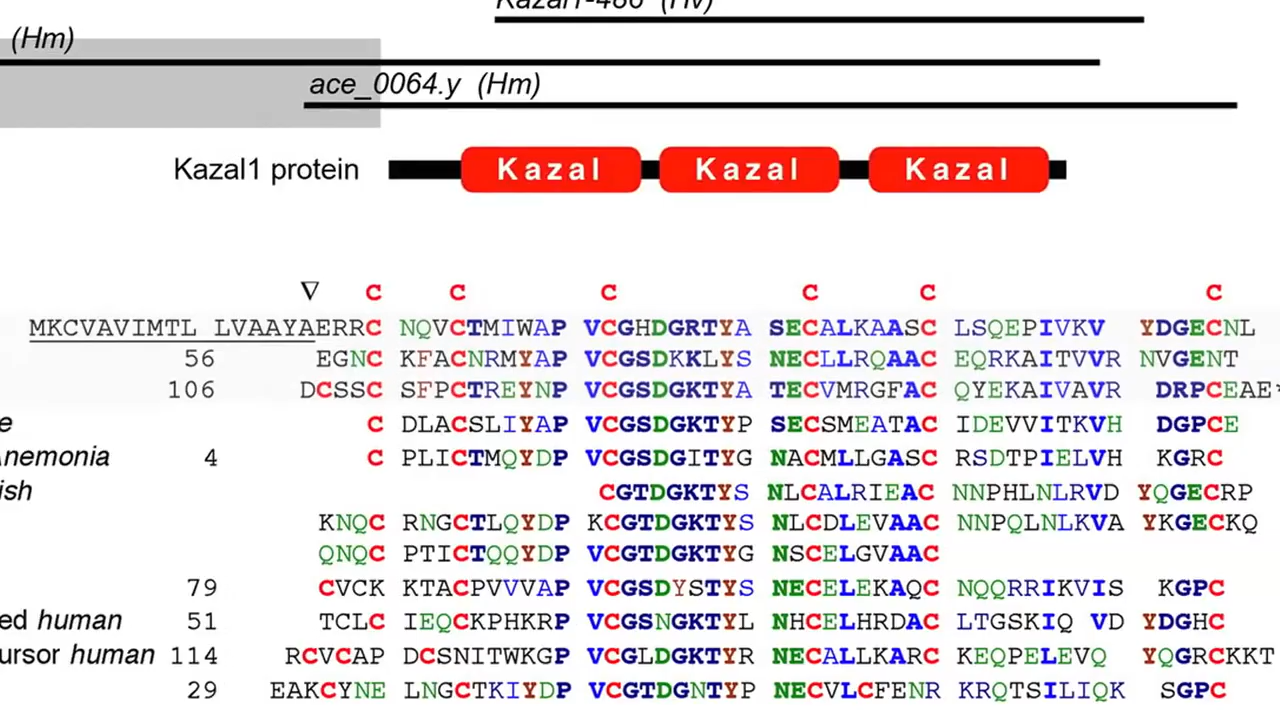 Kazal1-486 (Hv)
(Hm)
ace_0064.y (Hm)
Kazal1 protein Kazal Kazal Kazal
∇ C C C C C C
MKCVAVIMTL LVAAYAERRC NQVCTMIWAP VCGHDGRTYA SECALKAASC LSQEPIVKV YDGECNL
56 EGNC KFACNRMYAP VCGSDKKLYS NECLLRQAAC EQRKAITVVR NVGENT
106 DCSSC SFPCTREYNP VCGSDGKTYA TECVMRGFAC QYEKAIVAVR DRPCEAE*
e C DLACSLIYAP VCGSDGKTYP SECSMEATAC IDEVVITKVH DGPCE
Anemonia 4 C PLICTMQYDP VCGSDGITYG NACMLLGASC RSDTPIELVH KGRC
ish CGTDGKTYS NLCALRIEAC NNPHLNLRVD YQGECRP
KNQC RNGCTLQYDP KCGTDGKTYS NLCDLEVAAC NNPQLNLKVA YKGECKQ
QNQC PTICTQQYDP VCGTDGKTYG NSCELGVAAC
79 CVCK KTACPVVVAP VCGSDYSTYS NECELEKAQC NQQRRIKVIS KGPC
ed human 51 TCLC IEQCKPHKRP VCGSNGKTYL NHCELHRDAC LTGSKIQ VD YDGHC
ursor human 114 RCVCAP DCSNITWKGP VCGLDGKTYR NECALLKARC KEQPELEVQ YQGRCKKT
29 EAKCYNE LNGCTKIYDP VCGTDGNTYP NECVLCFENR KRQTSILIQK SGPC